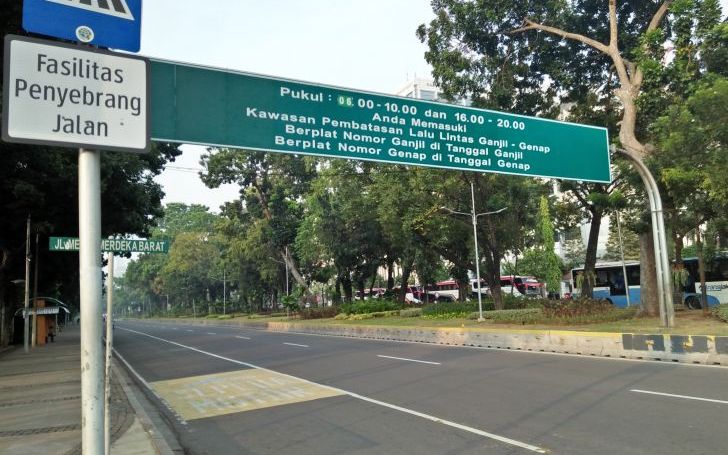 Fasilitas
Penyebrang
Jalan
Pukul : 06.00 - 10.00 dan 16.00 - 20.00
Anda Memasuki
Kawasan Pembatasan Lalu Lintas Ganjil - Genap
Berplat Nomor Ganjil di Tanggal Ganjil
Berplat Nomor Genap di Tanggal Genap
MERDEKA BARAT